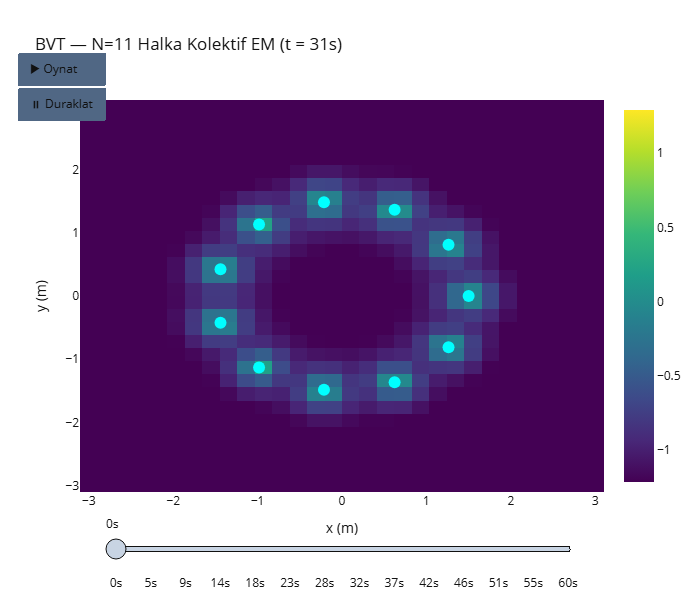 BVT — N=11 Halka Kolektif EM (t = 31s)
▶ Oynat
⏸ Duraklat
2
1
0
−1
−2
−3
y (m)
−3 −2 −1 0 1 2 3
x (m)
1
0.5
0
−0.5
−1
0s
0s 5s 9s 14s 18s 23s 28s 32s 37s 42s 46s 51s 55s 60s